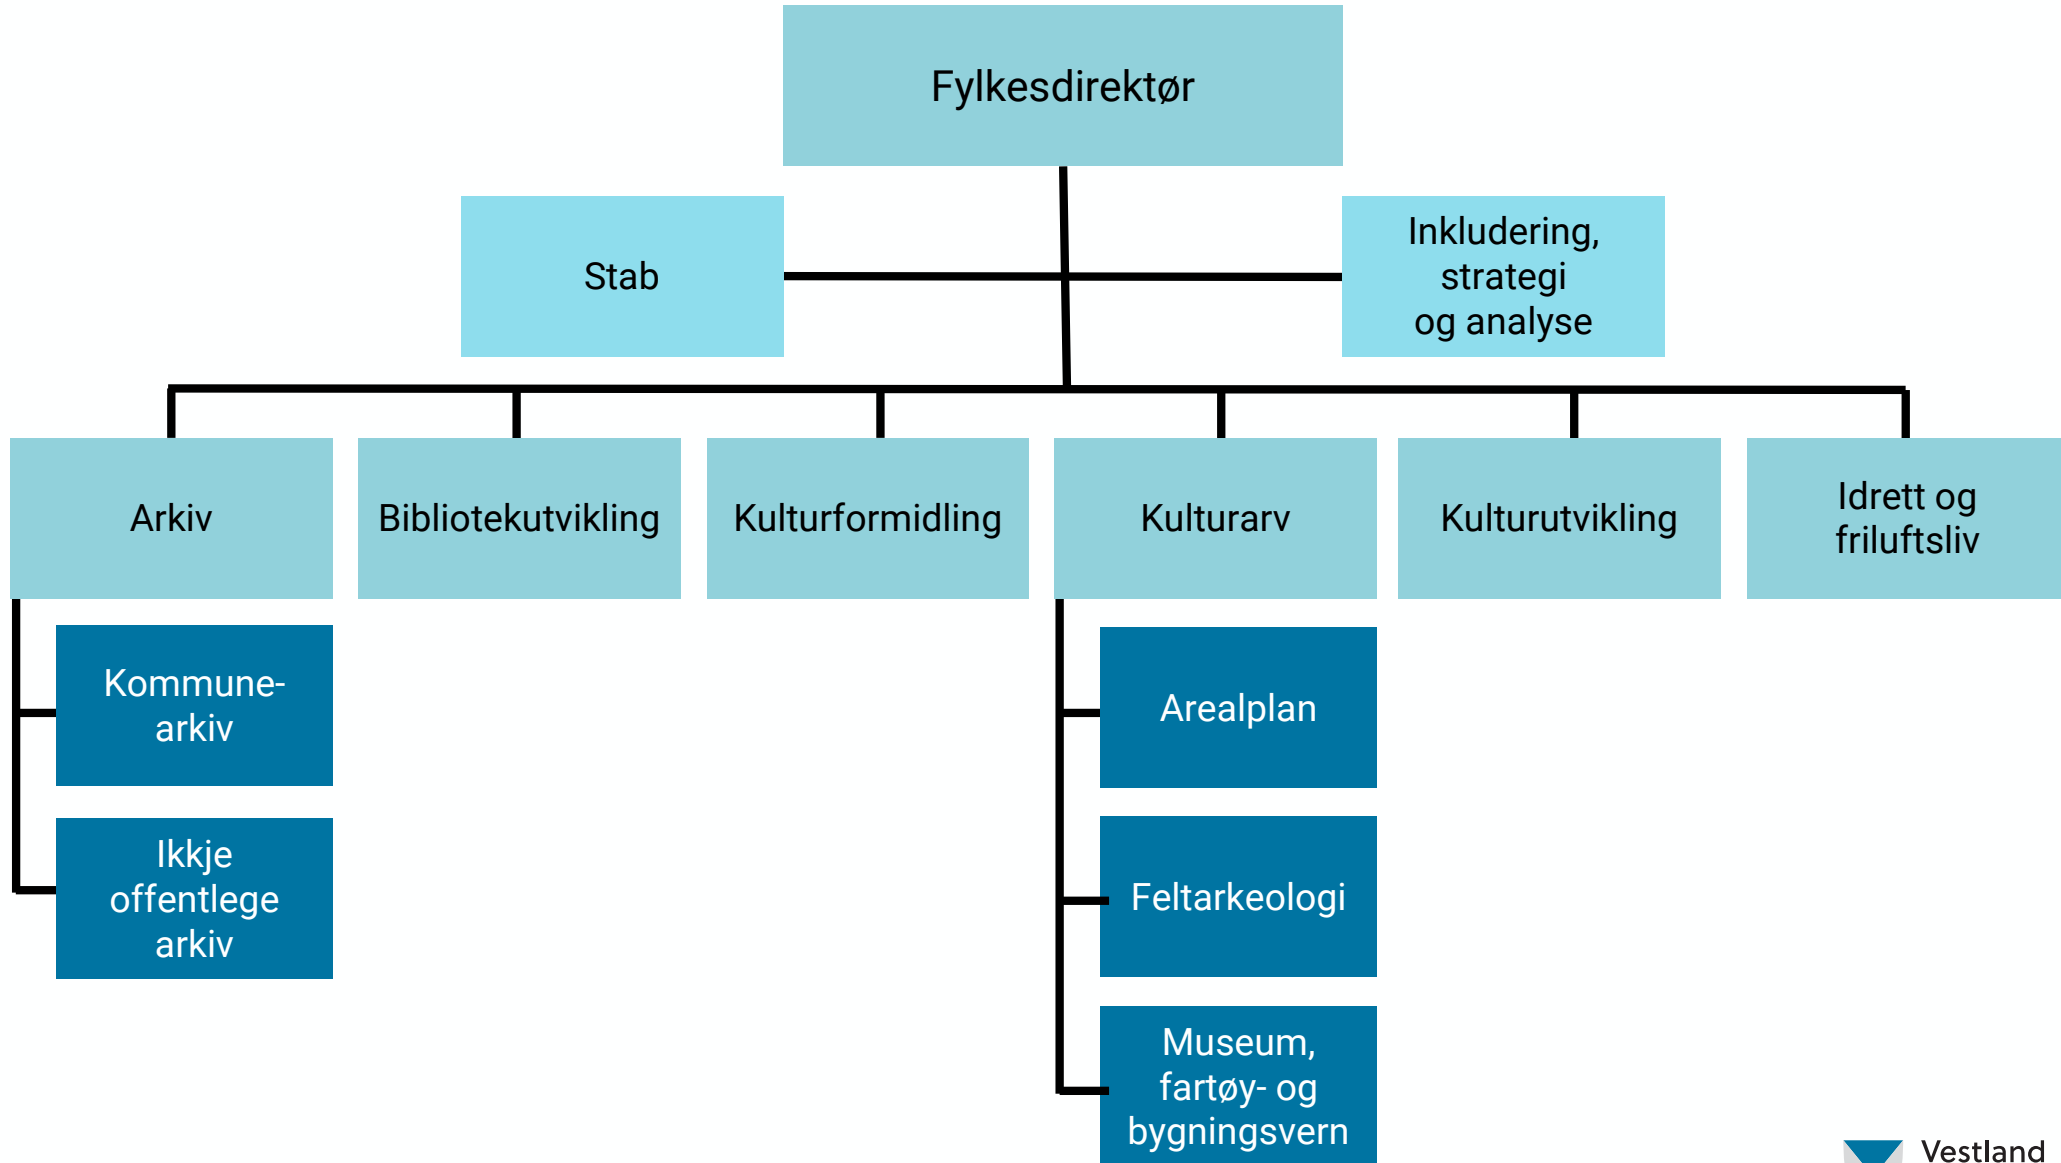 Fylkesdirektør
Stab
Inkludering,
strategi
og analyse
Arkiv
Bibliotekutvikling
Kulturformidling
Kulturarv
Kulturutvikling
Idrett og
friluftsliv
Kommune-
arkiv
Ikkje
offentlege
arkiv
Arealplan
Feltarkeologi
Museum,
fartøy- og
bygningsvern
Vestland